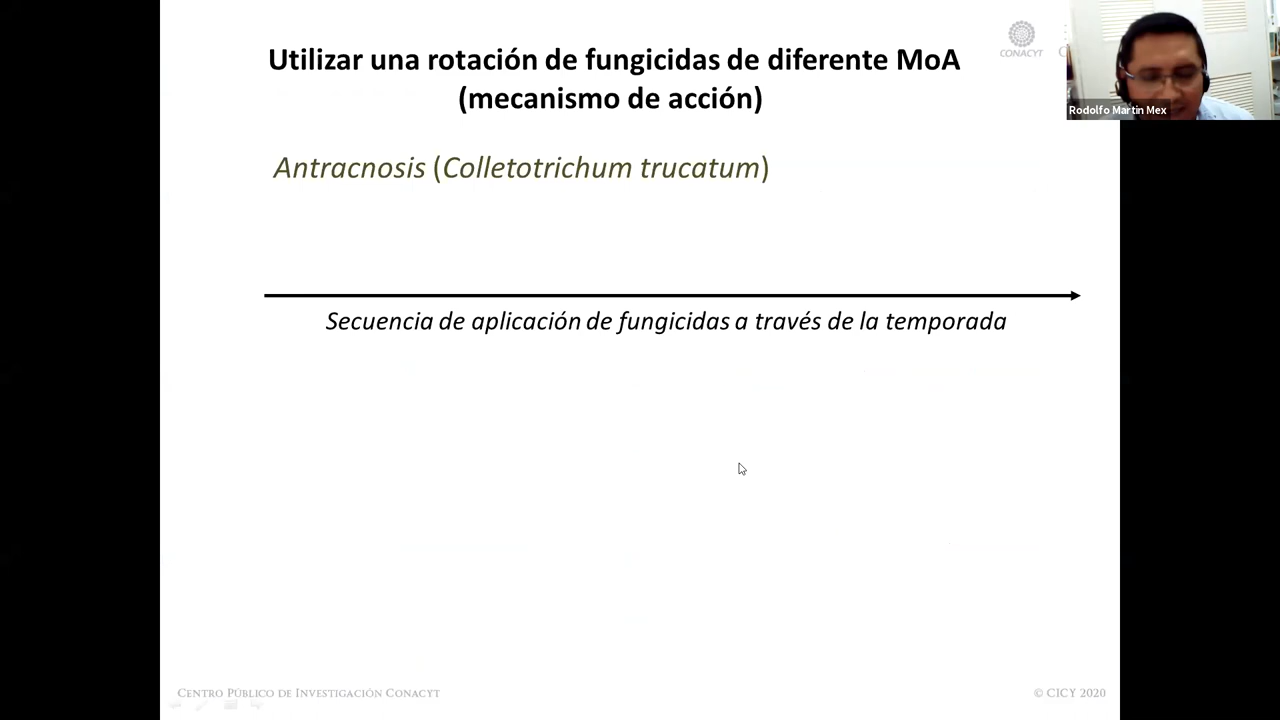 Utilizar una rotación de fungicidas de diferente MoA
(mecanismo de acción)
CONACYT
Rodolfo Martin Mex
Antracnosis (Colletotrichum trucatum)
Secuencia de aplicación de fungicidas a través de la temporada
CENTRO PÚBLICO DE INVESTIGACIÓN CONACYT
© CICY 2020